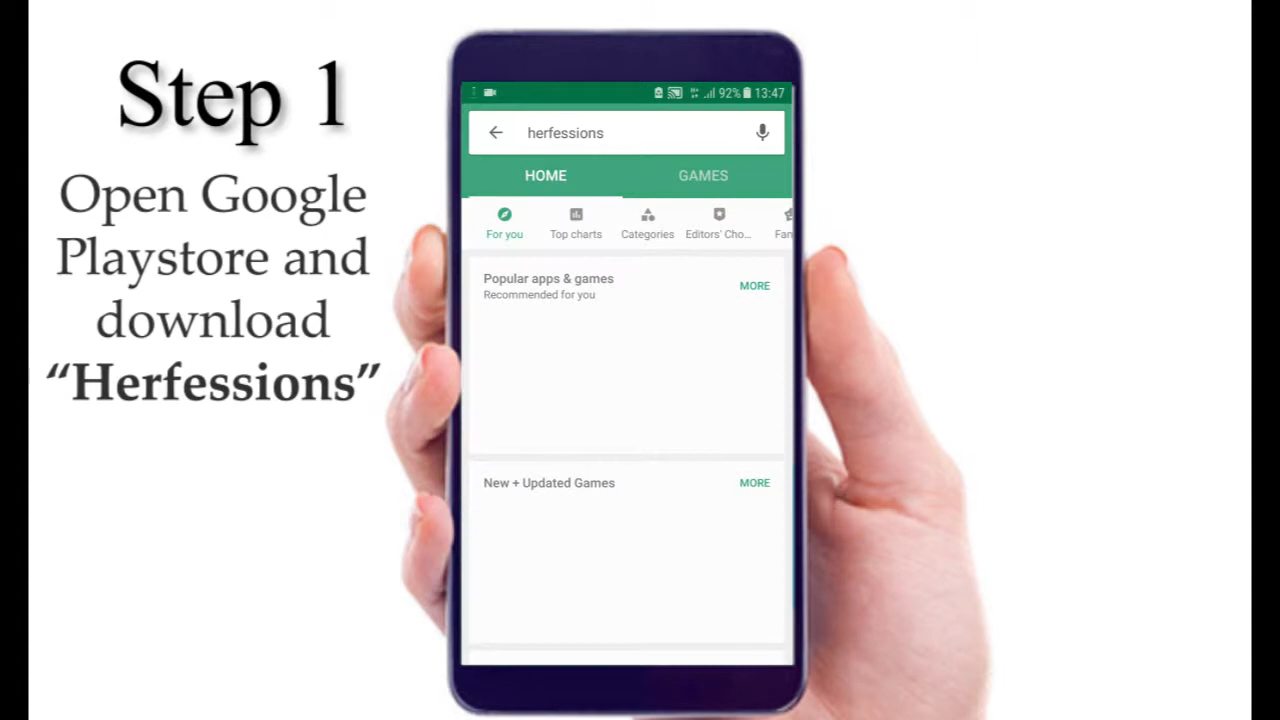 Step 1
Open Google
Playstore and
download
“Herfessions”
92% 13:47
herfessions
HOME GAMES
For you Top charts Categories Editors' Cho... Fan
Popular apps & games
Recommended for you
MORE
New + Updated Games MORE